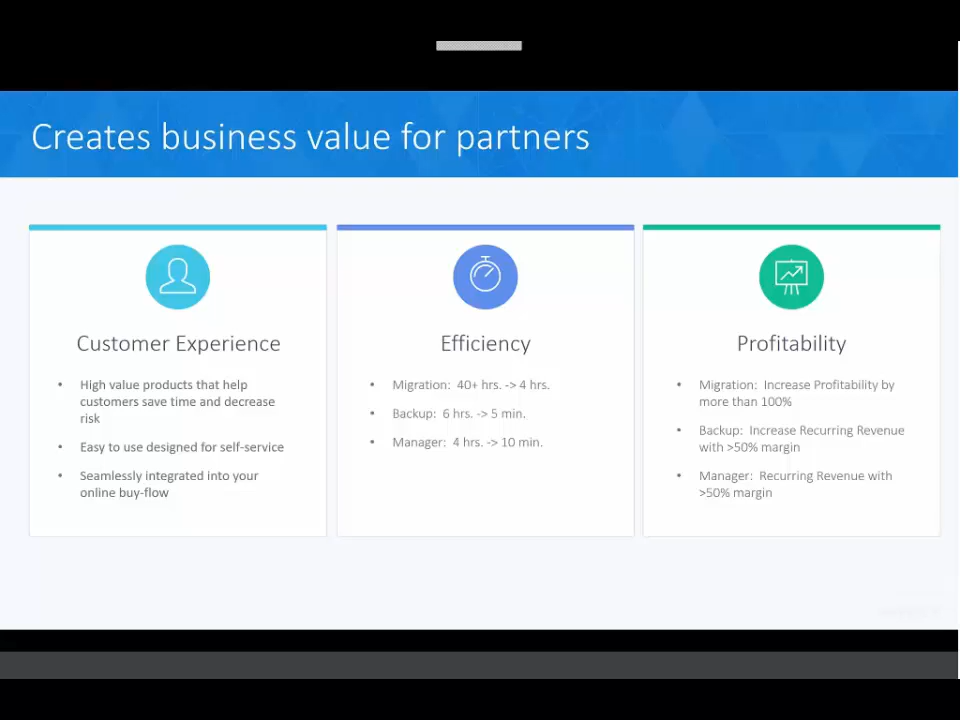 Creates business value for partners
Customer Experience
• High value products that help
customers save time and decrease
risk
• Easy to use designed for self-service
• Seamlessly integrated into your
online buy-flow
Efficiency
• Migration: 40+ hrs. -> 4 hrs.
• Backup: 6 hrs. -> 5 min.
• Manager: 4 hrs. -> 10 min.
Profitability
• Migration: Increase Profitability by
more than 100%
• Backup: Increase Recurring Revenue
with >50% margin
• Manager: Recurring Revenue with
>50% margin